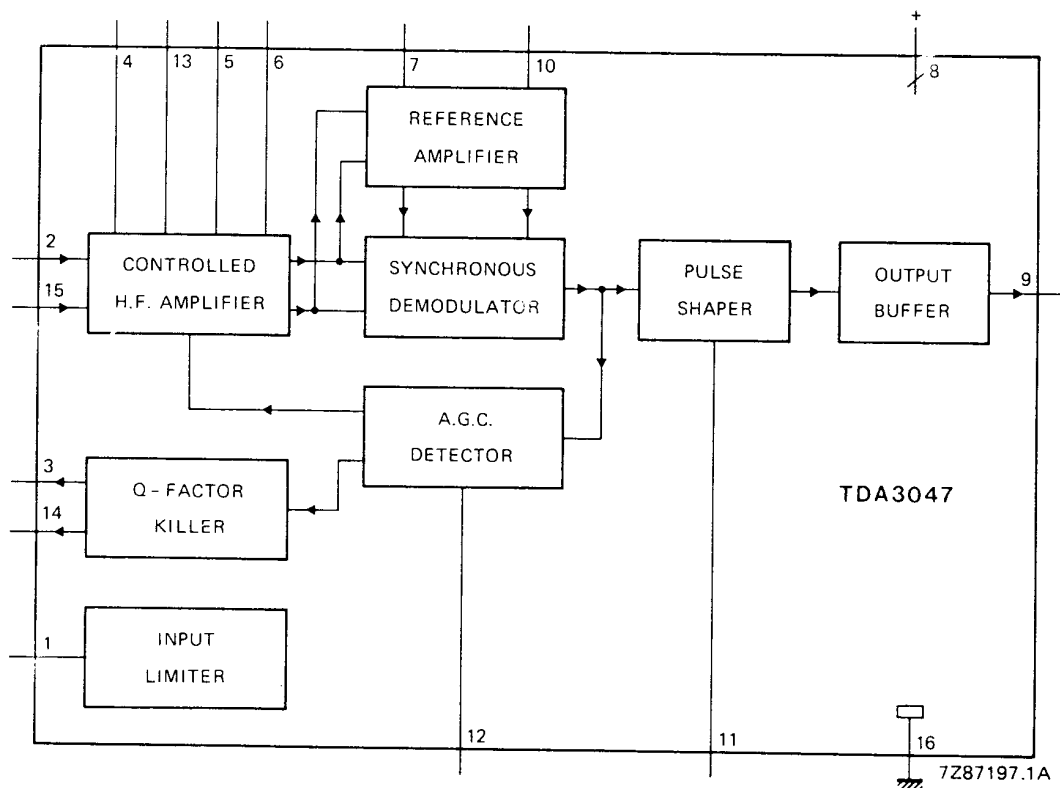 +
4 13 5 6 7 10 8
REFERENCE
AMPLIFIER
2
15
CONTROLLED
H.F. AMPLIFIER
SYNCHRONOUS
DEMODULATOR
PULSE
SHAPER
OUTPUT
BUFFER
9
A.G.C.
DETECTOR
3
14
Q-FACTOR
KILLER
TDA3047
1
INPUT
LIMITER
12 11 16
7Z87197.1A